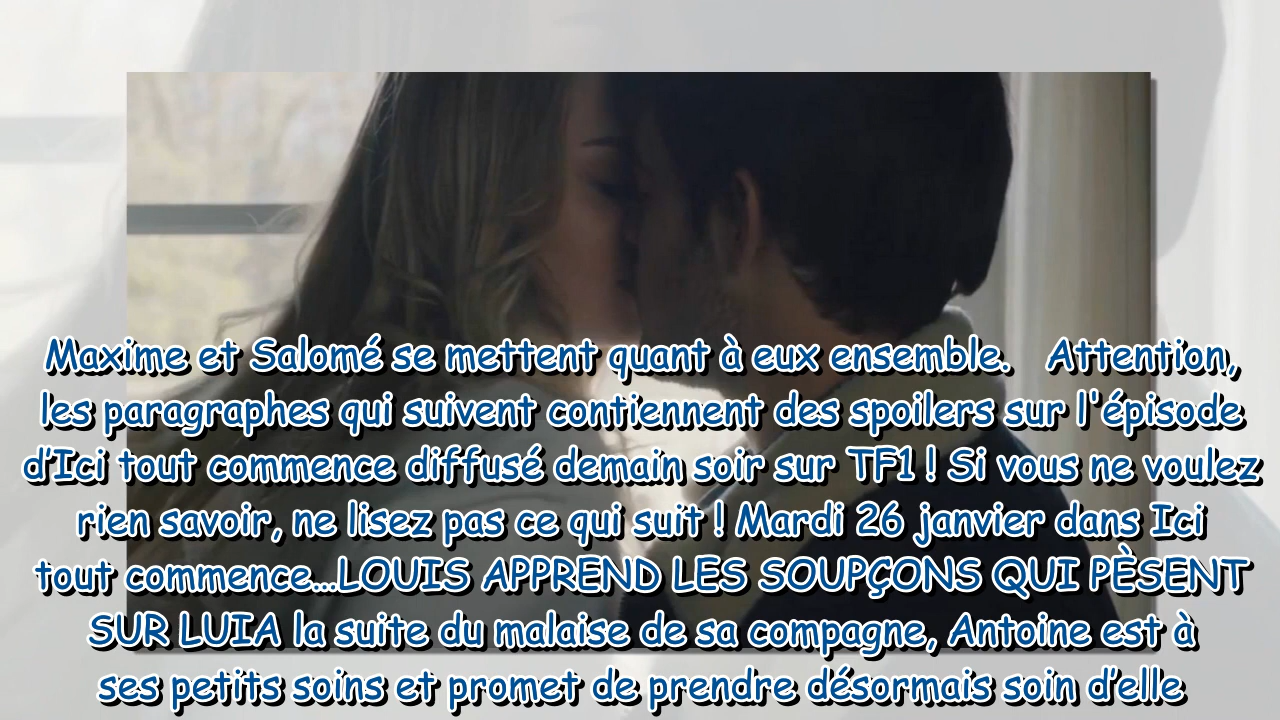 Maxime et Salomé se mettent quant à eux ensemble.   Attention,
les paragraphes qui suivent contiennent des spoilers sur l'épisode
d’Ici tout commence diffusé demain soir sur TF1 ! Si vous ne voulez
rien savoir, ne lisez pas ce qui suit ! Mardi 26 janvier dans Ici
tout commence...LOUIS APPREND LES SOUPÇONS QUI PÈSENT
SUR LUIA la suite du malaise de sa compagne, Antoine est à
ses petits soins et promet de prendre désormais soin d’elle